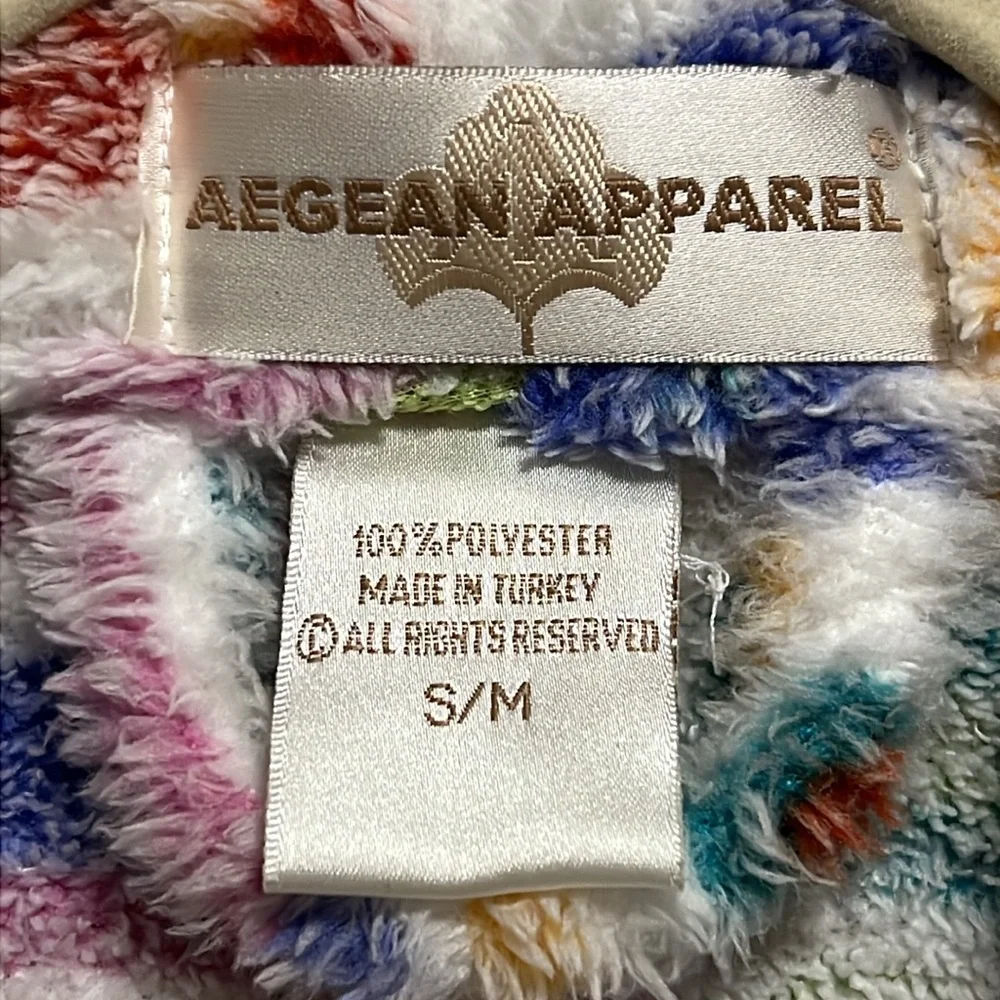 AEGEAN APPAREL ®
100% POLYESTER
MADE IN TURKEY
©ALL RIGHTS RESERVED
S/M